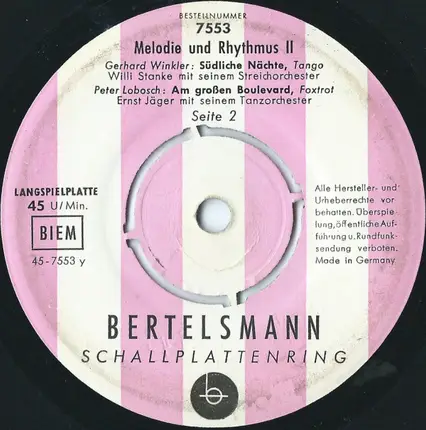 BESTELLNUMMER
7553
Melodie und Rhythmus II
Gerhard Winkler: Südliche Nächte, Tango
Willi Stanke mit seinem Streichorchester
Peter Lobosch: Am großen Boulevard, Foxtrot
Ernst Jäger mit seinem Tanzorchester
Seite 2
LANGSPIELPLATTE
45 U/Min.
BIEM
45-7553 y
Alle Hersteller- und
Urheberrechte vor-
behalten. Überspie-
lung, öffentliche Auf-
führung u. Rundfunk-
sendung verboten.
Made in Germany
BERTELSMANN
SCHALLPLATTENRING
b